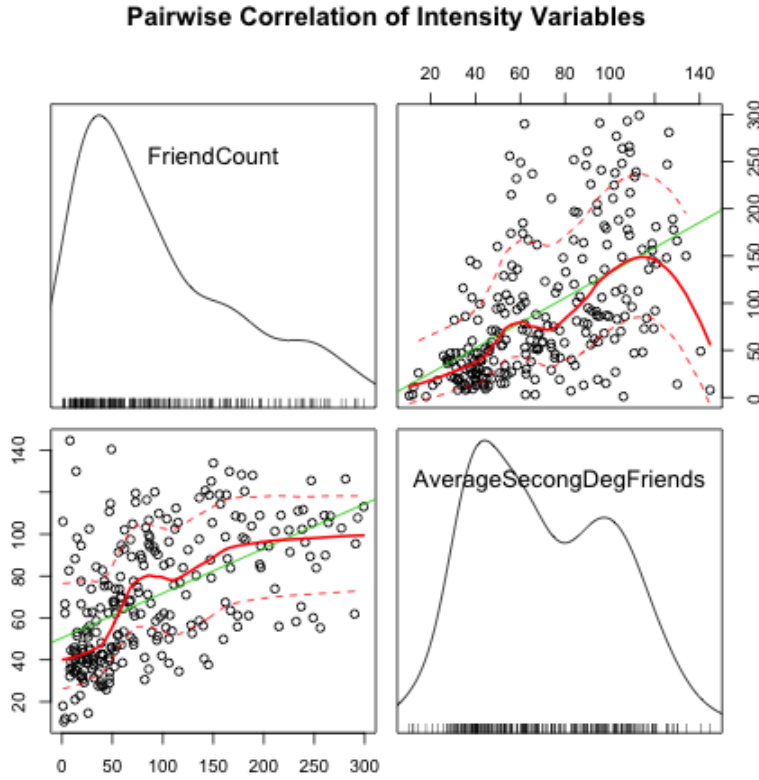 Pairwise Correlation of Intensity Variables
20 40 60 80 100 140
FriendCount
0 50 100 150 200 250 300
20 40 60 80 100 140
AverageSecongDegFriends
0 50 100 150 200 250 300